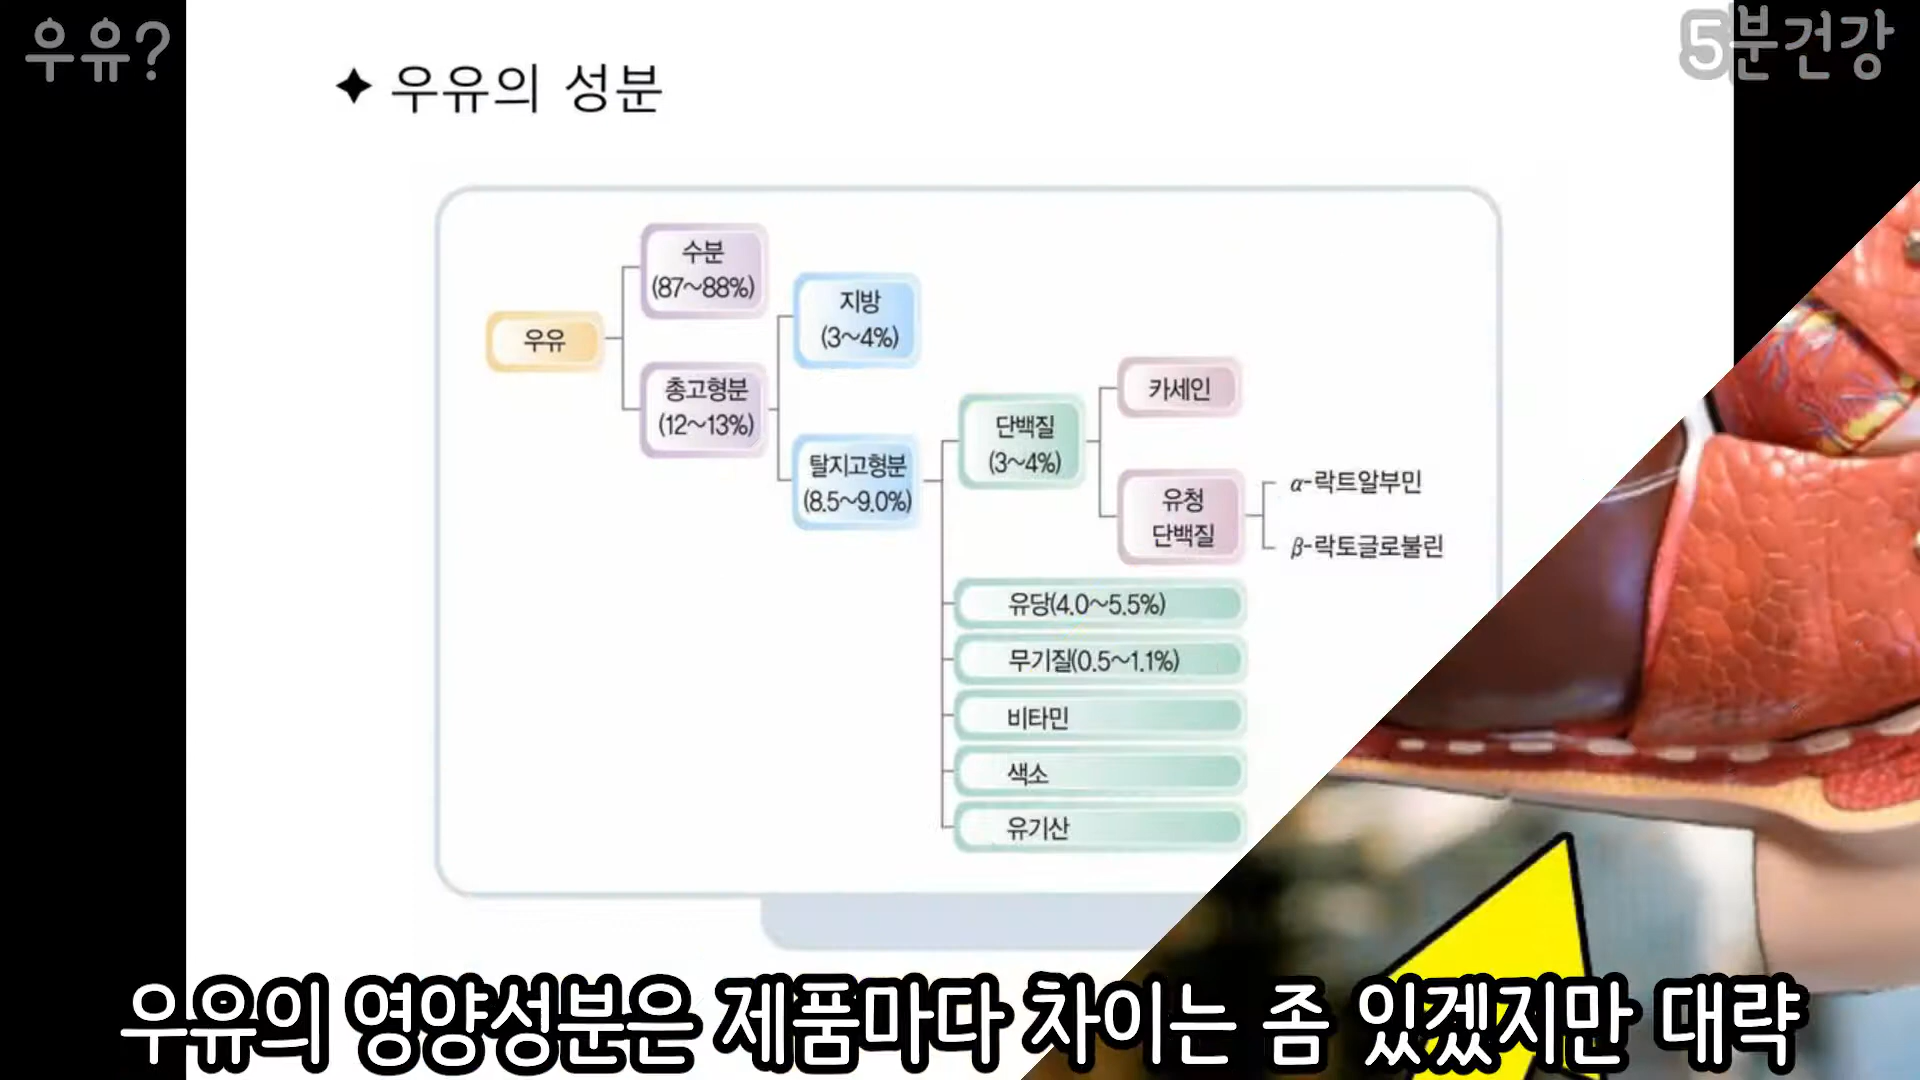 우유?
5분건강
✦ 우유의 성분
우유
수분
(87~88%)
총고형분
(12~13%)
지방
(3~4%)
탈지고형분
(8.5~9.0%)
단백질
(3~4%)
카세인
유청
단백질
α-락트알부민
β-락토글로불린
유당(4.0~5.5%)
무기질(0.5~1.1%)
비타민
색소
유기산
우유의 영양성분은 제품마다 차이는 좀 있겠지만 대략